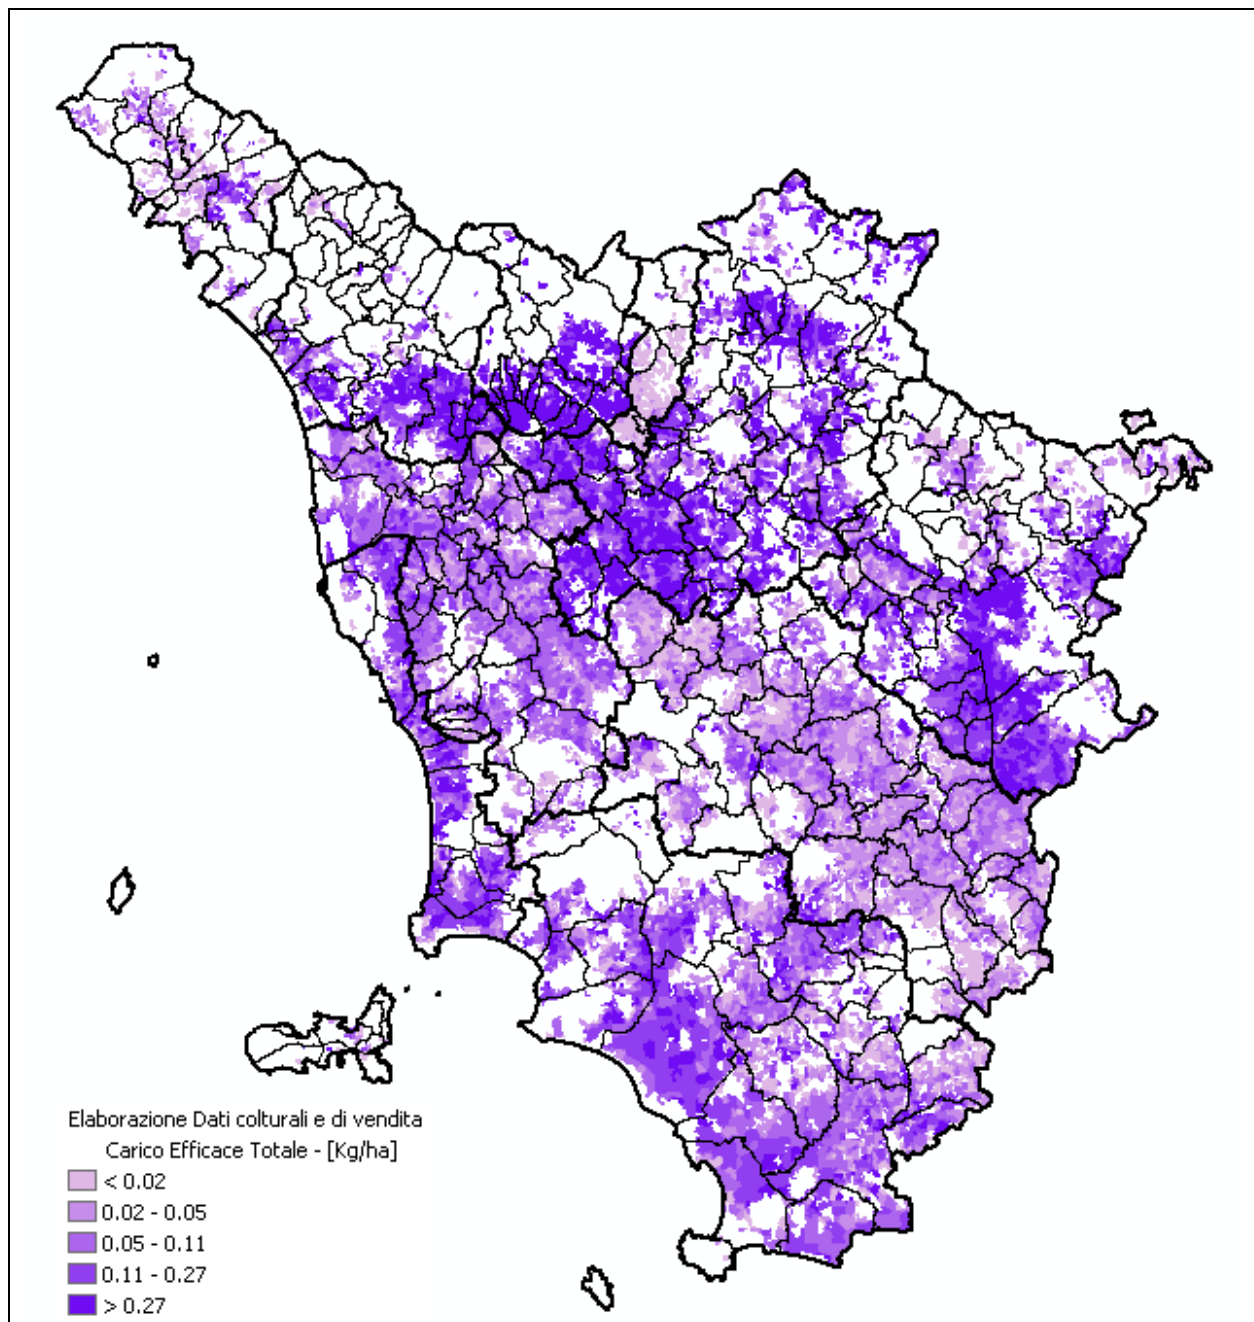 Elaborazione Dati colturali e di vendita
Carico Efficace Totale - [Kg/ha]
< 0.02
0.02 - 0.05
0.05 - 0.11
0.11 - 0.27
> 0.27